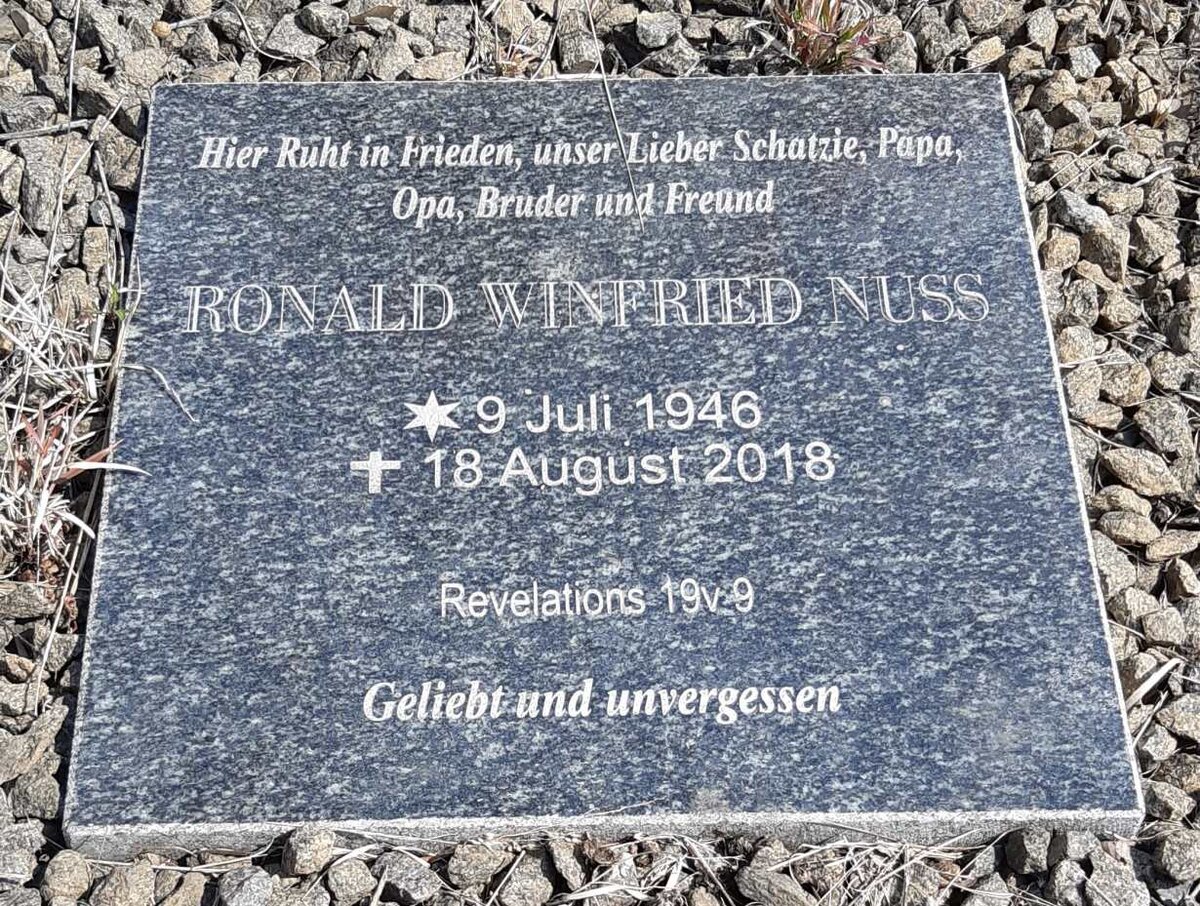 Hier Ruht in Frieden, unser Lieber Schatzie, Papa,
Opa, Bruder und Freund
RONALD WINFRIED NUSS
✶ 9 Juli 1946
✝ 18 August 2018
Revelations 19v 9
Geliebt und unvergessen